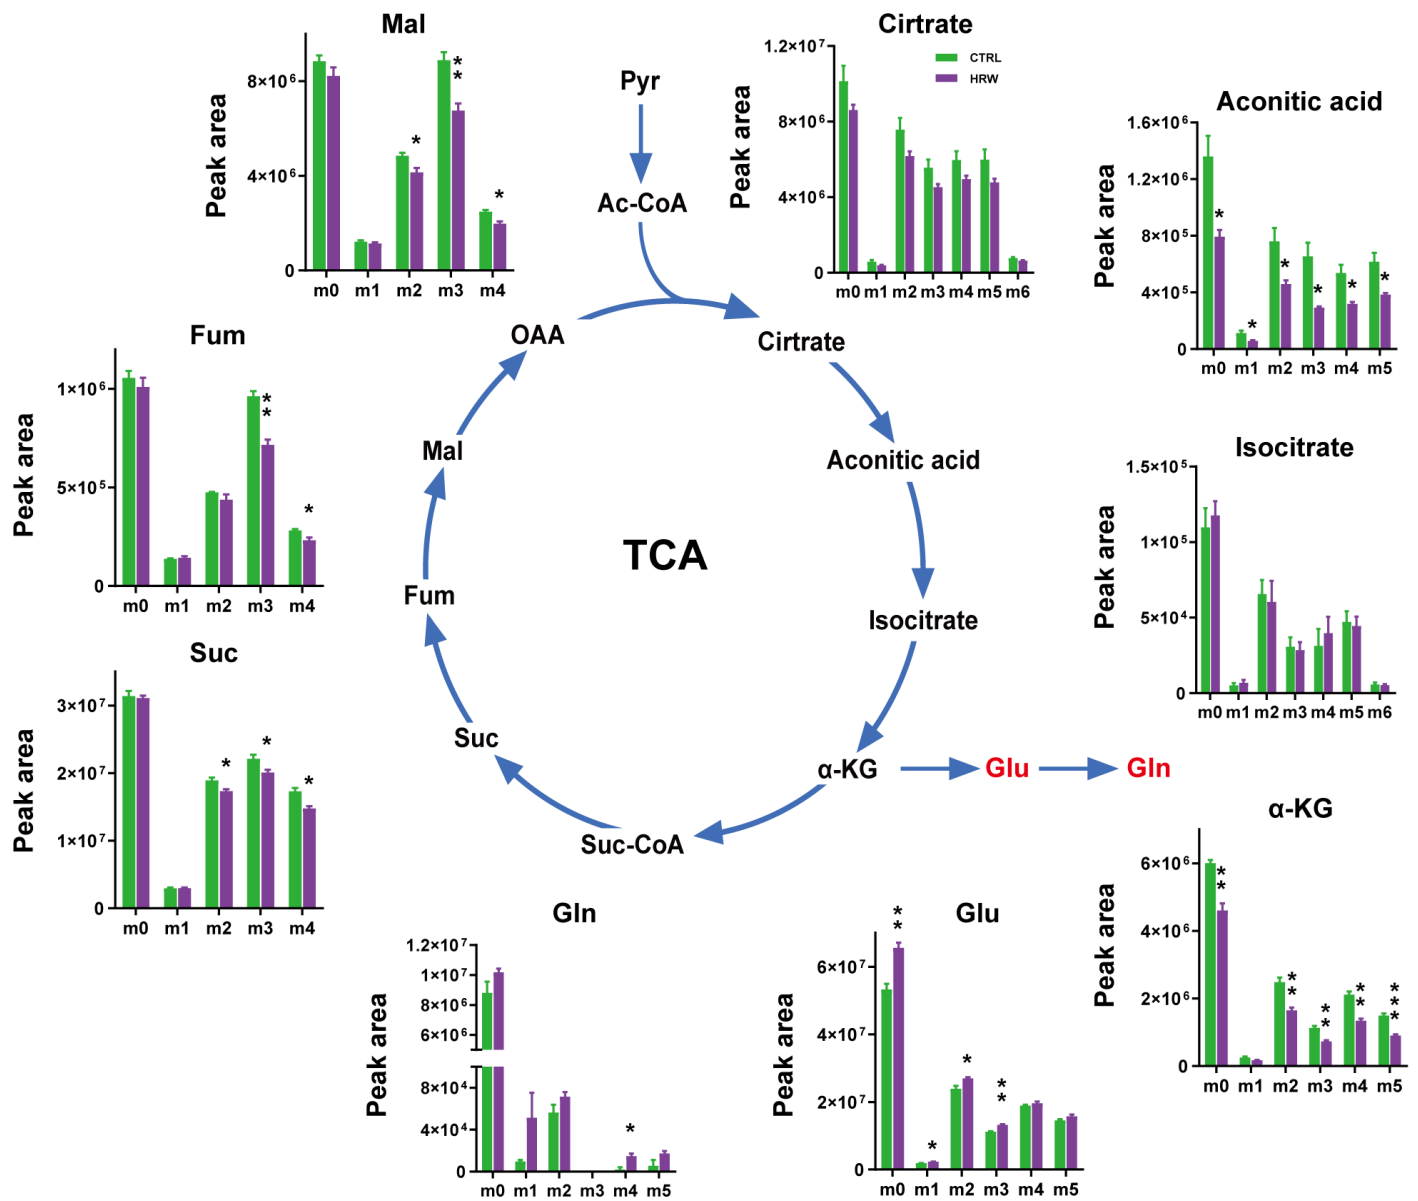 Mal
Peak area
8×10⁶
4×10⁶
0
**
*
*
m0 m1 m2 m3 m4
Pyr
Ac-CoA
Cirtrate
CTRL
HRW
Peak area
1.2×10⁷
8×10⁶
4×10⁶
0
m0 m1 m2 m3 m4 m5 m6
Aconitic acid
Peak area
1.6×10⁶
1.2×10⁶
8×10⁵
4×10⁵
0
* * * * * *
m0 m1 m2 m3 m4 m5
Fum
Peak area
1×10⁶
5×10⁵
0
**
*
m0 m1 m2 m3 m4
OAA
Cirtrate
Mal
Aconitic acid
TCA
Fum
Isocitrate
Suc
α-KG
Glu
Gln
Suc-CoA
Isocitrate
Peak area
1.5×10⁵
1×10⁵
5×10⁴
0
m0 m1 m2 m3 m4 m5 m6
Suc
Peak area
3×10⁷
2×10⁷
1×10⁷
0
* * *
m0 m1 m2 m3 m4
Gln
Peak area
1.2×10⁷
1×10⁷
8×10⁶
6×10⁶
8×10⁴
4×10⁴
0
*
m0 m1 m2 m3 m4 m5
Glu
Peak area
6×10⁷
4×10⁷
2×10⁷
0
** * * **
m0 m1 m2 m3 m4 m5
α-KG
Peak area
6×10⁶
4×10⁶
2×10⁶
0
** ** ** ** ***
m0 m1 m2 m3 m4 m5